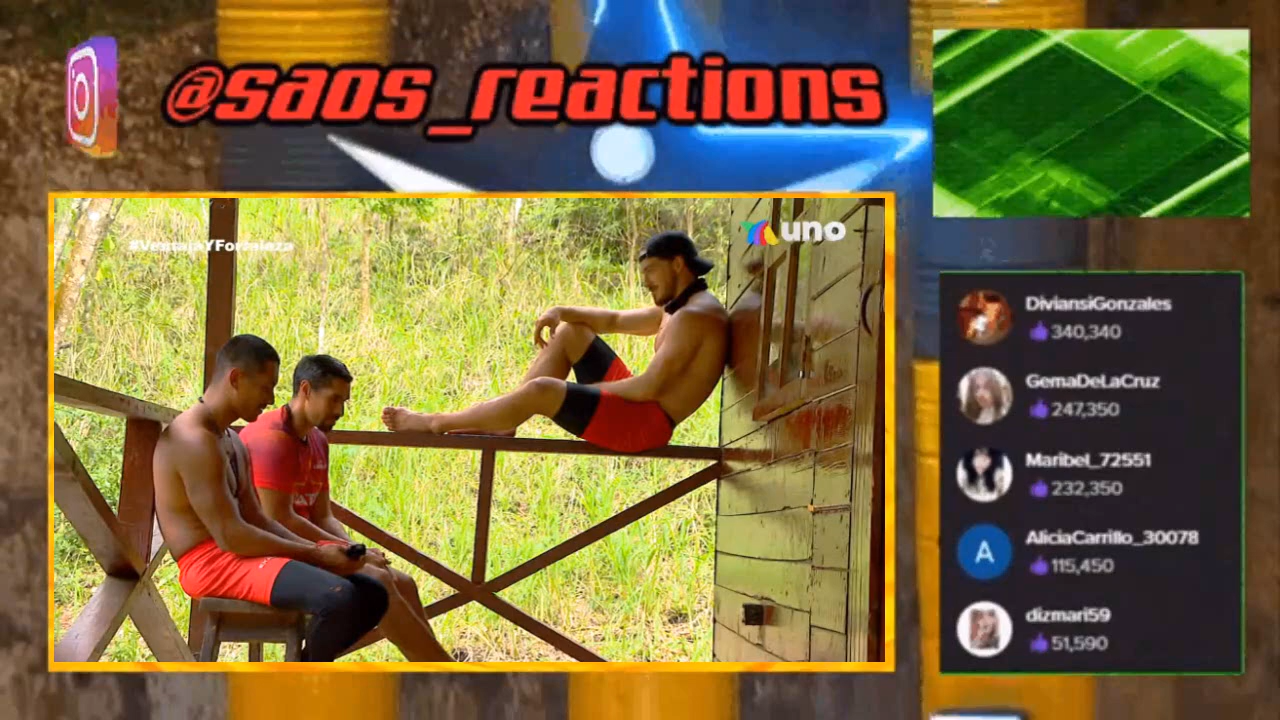 @saos_reactions
#VentajaYFortaleza
uno
DiviansiGonzales
340,340
GemaDeLaCruz
247,350
Maribel_72551
232,350
A
AliciaCarrillo_30078
115,450
dizmari59
51,590